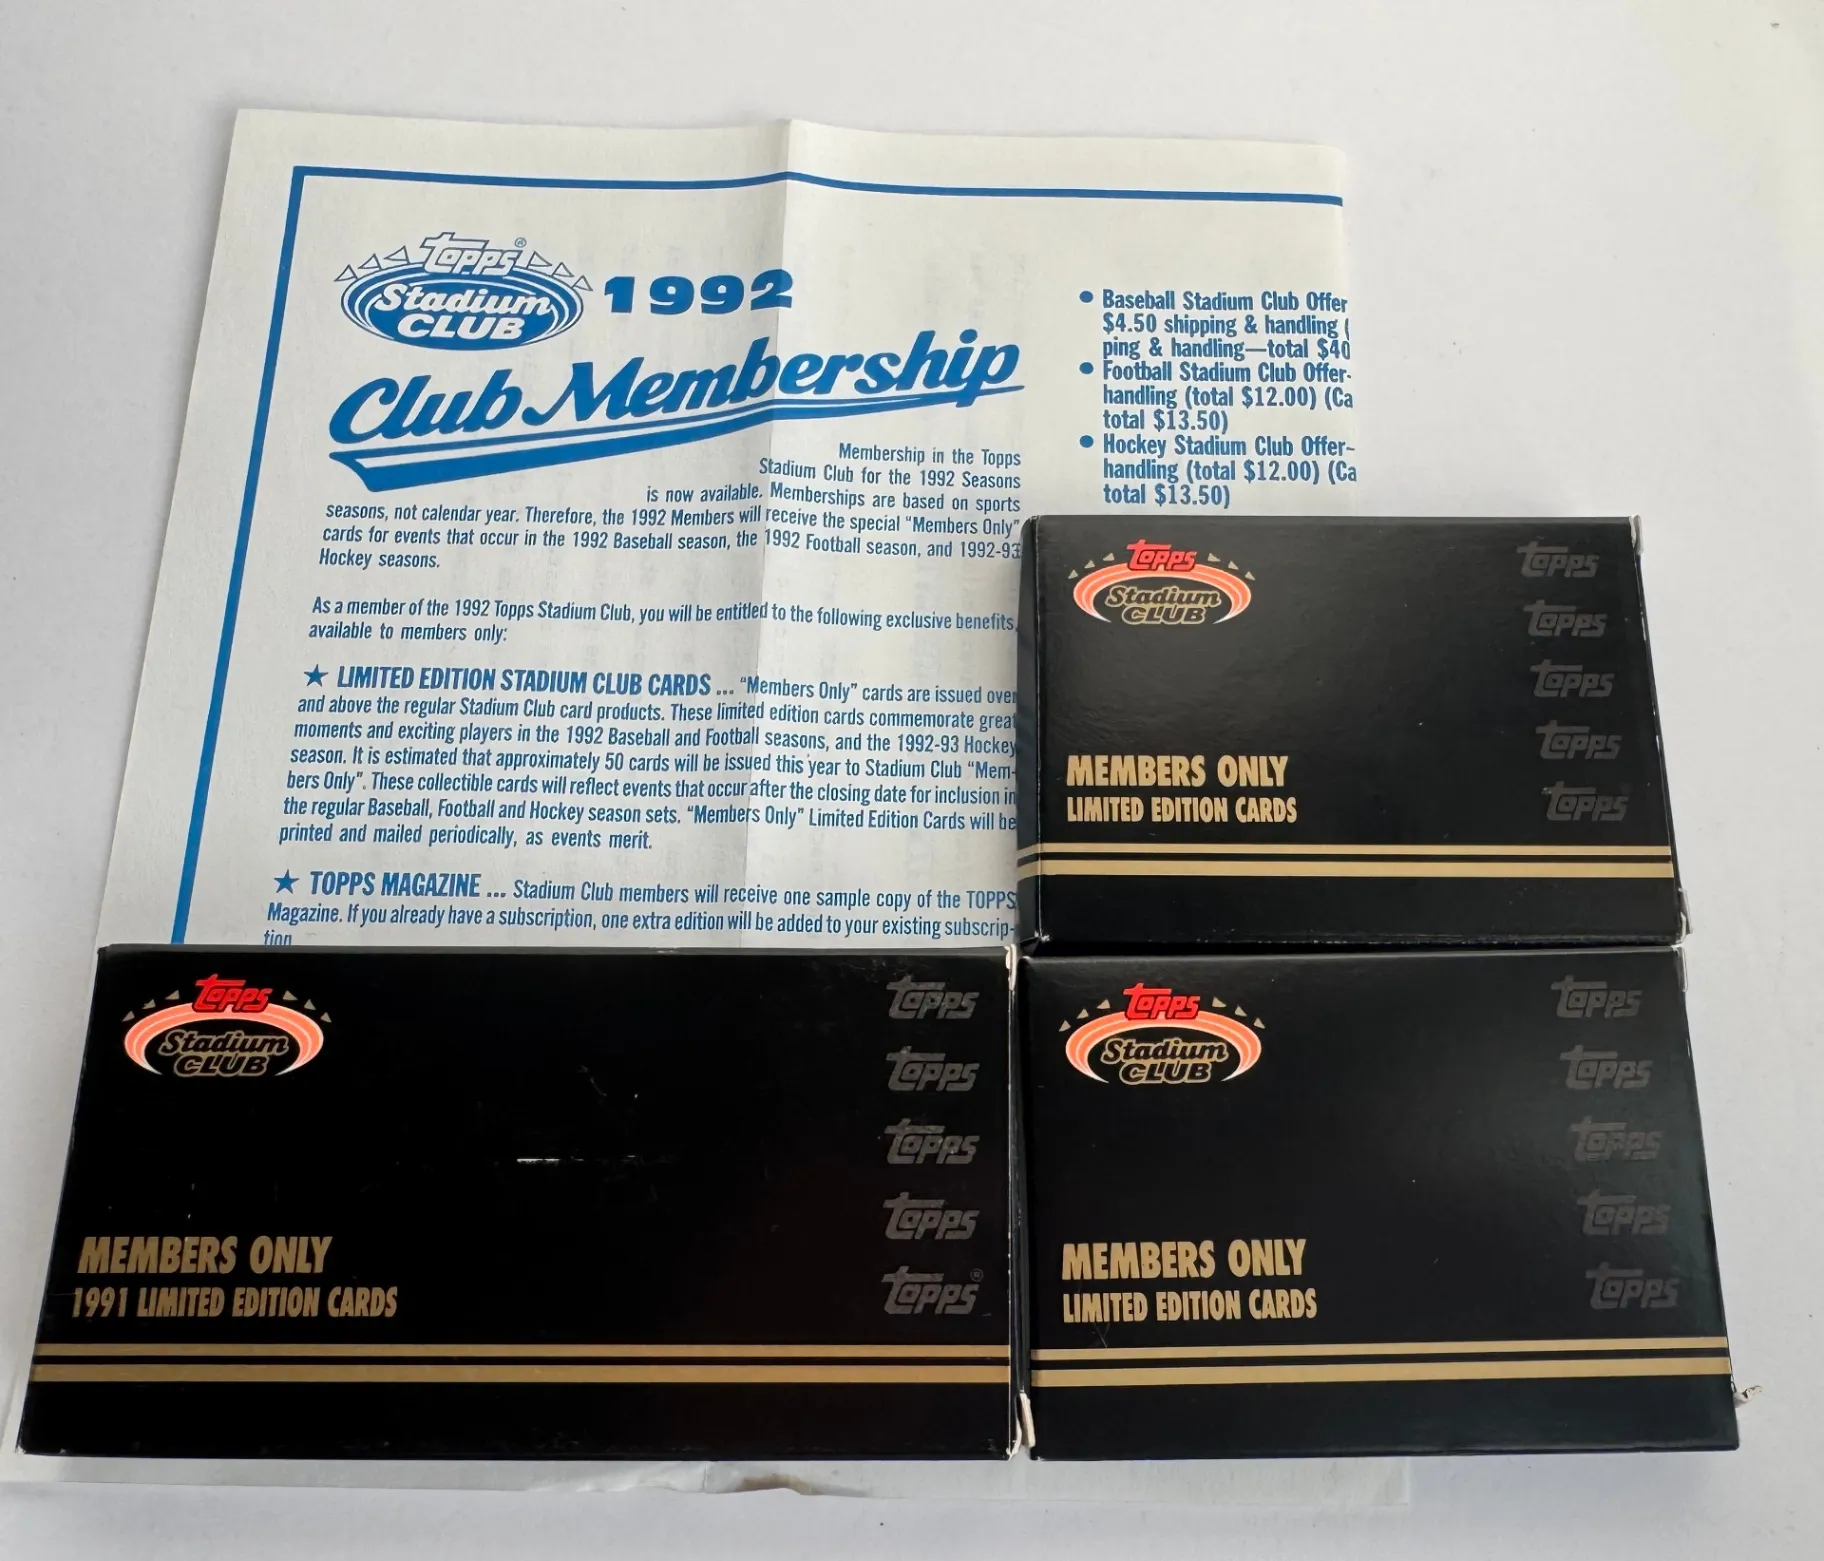 Topps®
Stadium
CLUB
1992
Club Membership
Membership in the Topps
Stadium Club for the 1992 Seasons
is now available. Memberships are based on sports
seasons, not calendar year. Therefore, the 1992 Members will receive the special “Members Only”
cards for events that occur in the 1992 Baseball season, the 1992 Football season, and 1992-93
Hockey seasons.
As a member of the 1992 Topps Stadium Club, you will be entitled to the following exclusive benefits,
available to members only:
★ LIMITED EDITION STADIUM CLUB CARDS ... “Members Only” cards are issued over
and above the regular Stadium Club card products. These limited edition cards commemorate great
moments and exciting players in the 1992 Baseball and Football seasons, and the 1992-93 Hockey
season. It is estimated that approximately 50 cards will be issued this year to Stadium Club “Mem-
bers Only”. These collectible cards will reflect events that occur after the closing date for inclusion in
the regular Baseball, Football and Hockey season sets. “Members Only” Limited Edition Cards will be
printed and mailed periodically, as events merit.
★ TOPPS MAGAZINE ... Stadium Club members will receive one sample copy of the TOPPS
Magazine. If you already have a subscription, one extra edition will be added to your existing subscrip-
tion
• Baseball Stadium Club Offer
$4.50 shipping & handling (
ping & handling—total $40
• Football Stadium Club Offer-
handling (total $12.00) (Ca
total $13.50)
• Hockey Stadium Club Offer-
handling (total $12.00) (Ca
total $13.50)
Topps
Stadium
CLUB
MEMBERS ONLY
LIMITED EDITION CARDS
Topps
Topps
Topps
Topps
Topps
Topps
Stadium
CLUB
MEMBERS ONLY
1991 LIMITED EDITION CARDS
Topps
Topps
Topps
Topps
Topps®
Topps
Stadium
CLUB
MEMBERS ONLY
LIMITED EDITION CARDS
Topps
Topps
Topps
Topps
Topps